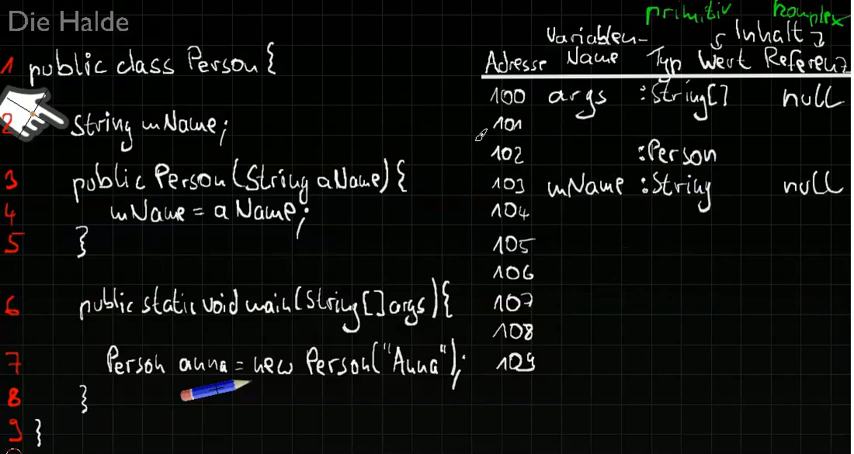 Die Halde
primitiv komplex
Variablen- Inhalt
Adresse Name Typ Wert Referenz
1 public class Person {
100 args :String[] null
101
2 String mName;
102 :Person
3 public Person(String aName){
103 mName :String null
4 mName = aName;
104
5 }
105
106
6 public static void main(String[] args){
107
108
7 Person anna = new Person("Anna");
109
8 }
9 }